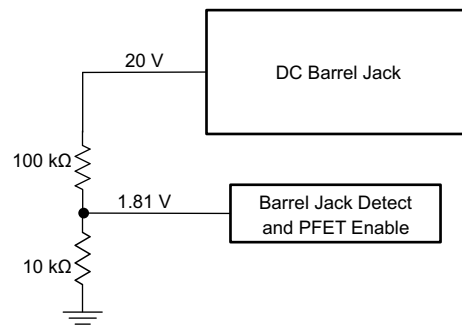 20 V
DC Barrel Jack
100 kΩ
1.81 V
Barrel Jack Detect
and PFET Enable
10 kΩ